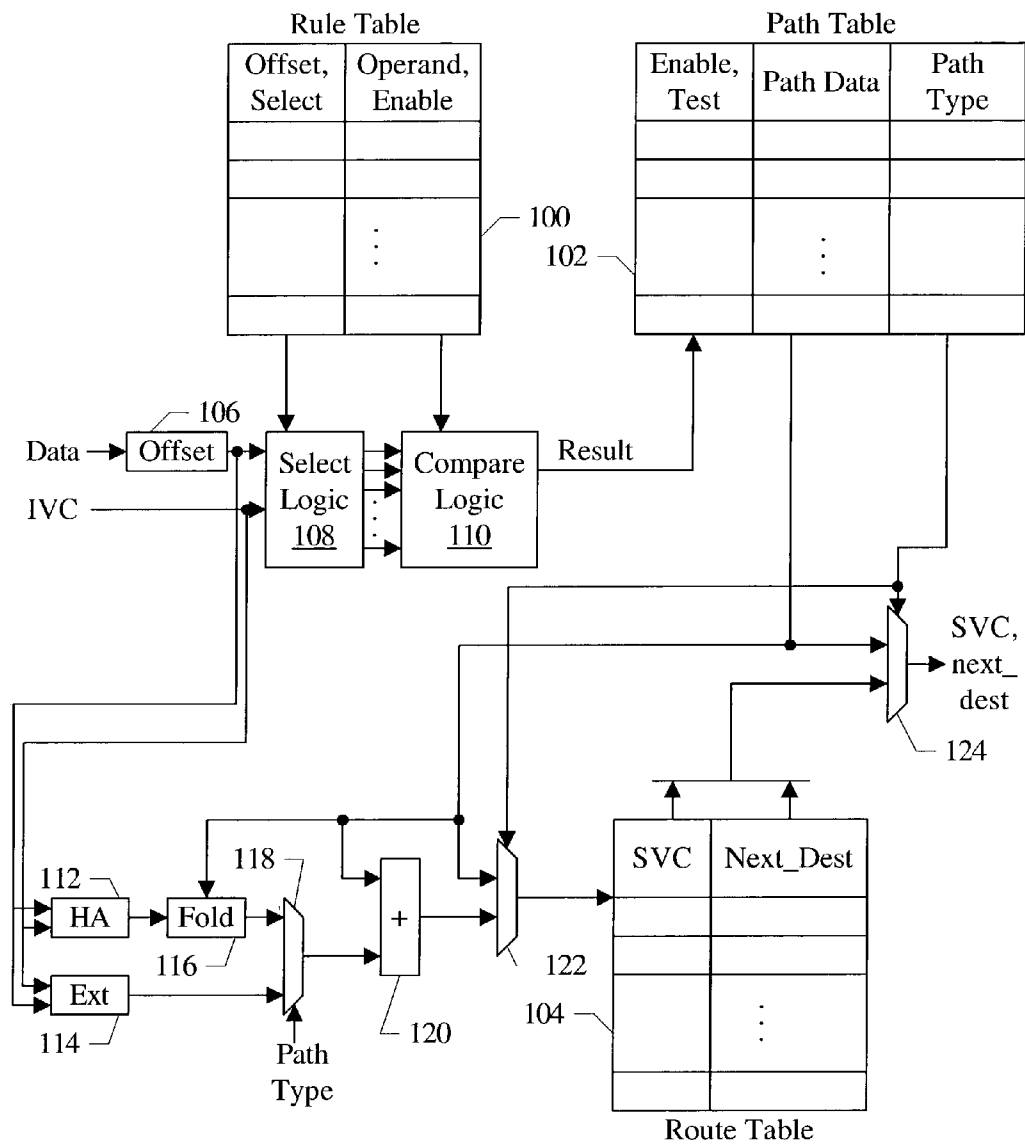 Rule Table
Path Table
Offset,
Select
Operand,
Enable
Enable,
Test
Path Data
Path
Type
100
102
106
Data
Offset
IVC
Select
Logic
108
Compare
Logic
110
Result
SVC,
next_
dest
124
118
112
HA
Fold
116
+
122
SVC
Next_Dest
Ext
114
120
104
Path
Type
Route Table